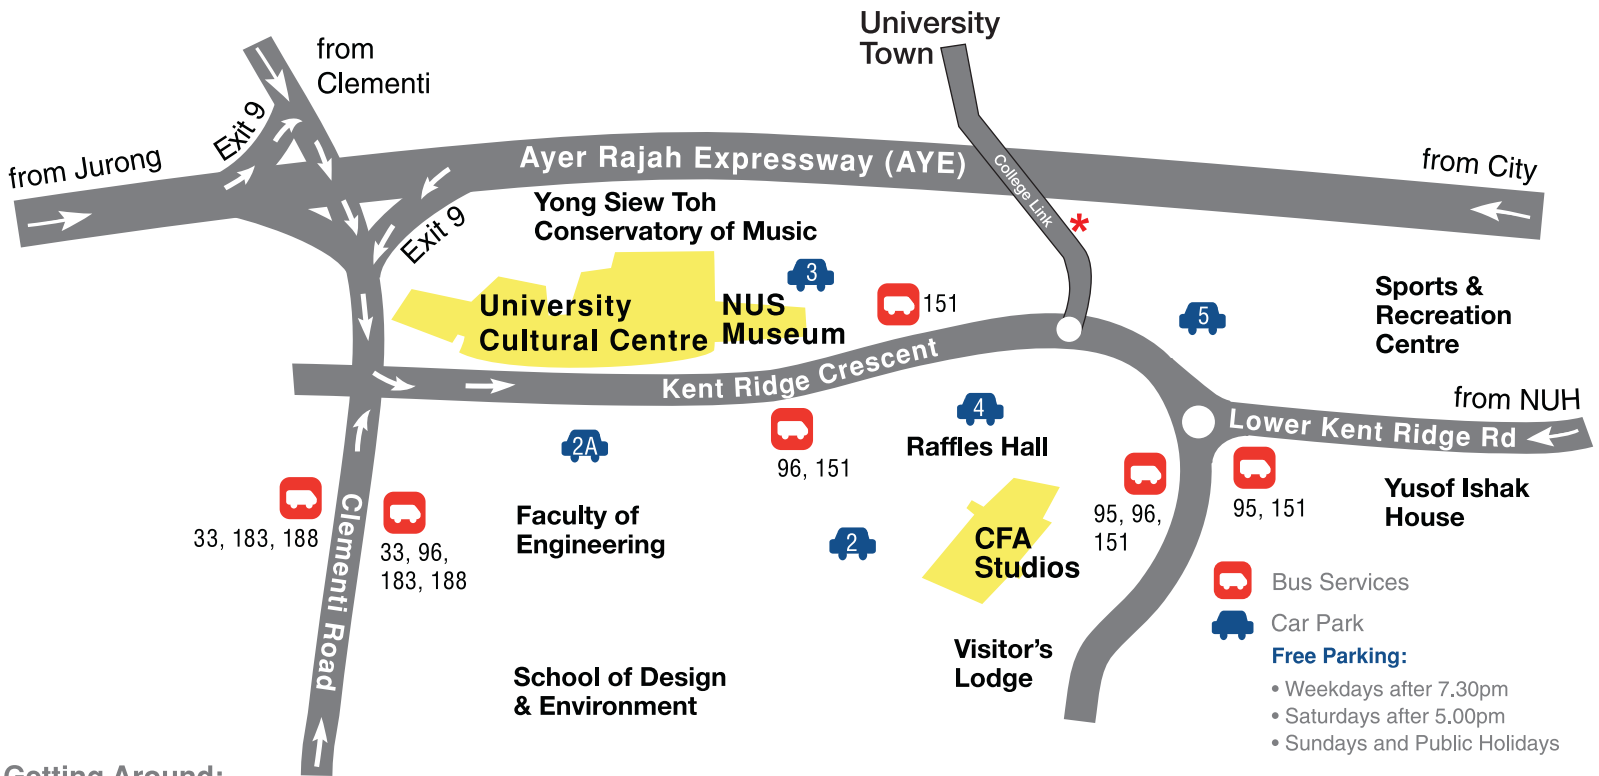 University
Town
from
Clementi
Exit 9
from Jurong
Ayer Rajah Expressway (AYE)
College Link
*
from City
Exit 9
Yong Siew Toh
Conservatory of Music
3
University
Cultural Centre
NUS
Museum
151
5
Sports &
Recreation
Centre
Kent Ridge Crescent
4
Raffles Hall
from NUH
Lower Kent Ridge Rd
2A
96, 151
33, 183, 188
33, 96,
183, 188
Clementi Road
Faculty of
Engineering
2
CFA
Studios
95, 96,
151
95, 151
Yusof Ishak
House
School of Design
& Environment
Visitor's
Lodge
Bus Services
Car Park
Free Parking:
• Weekdays after 7.30pm
• Saturdays after 5.00pm
• Sundays and Public Holidays
Getting Around: